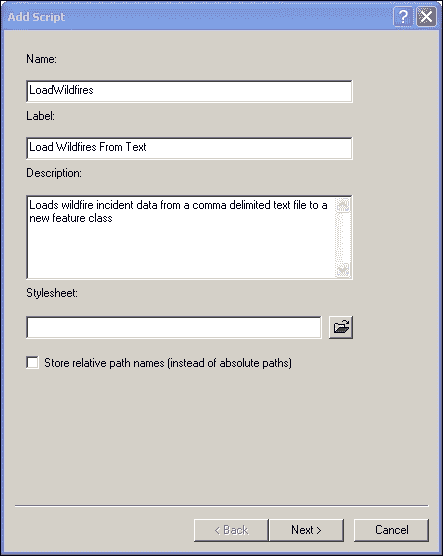 Add Script
Name:
LoadWildfires
Label:
Load Wildfires From Text
Description:
Loads wildfire incident data from a comma delimited text file to a
new feature class
Stylesheet:
Store relative path names (instead of absolute paths)
< Back
Next >
Cancel